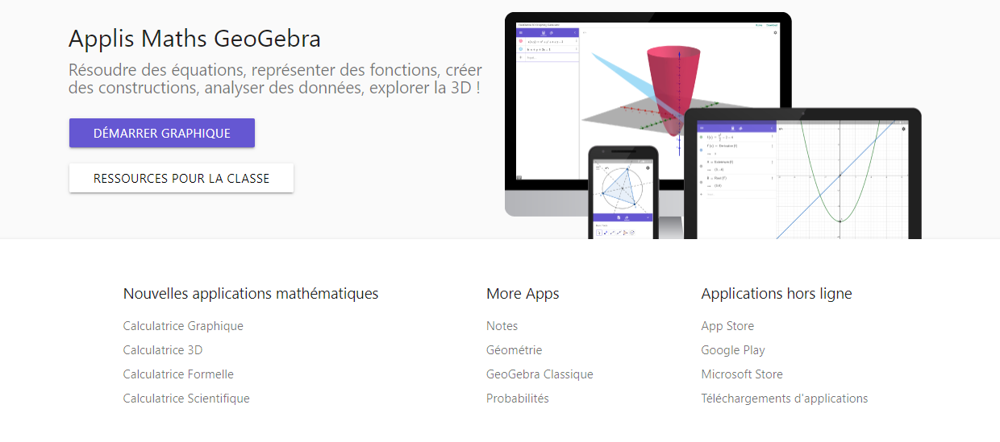 Applis Maths GeoGebra
Résoudre des équations, représenter des fonctions, créer
des constructions, analyser des données, explorer la 3D !
DÉMARRER GRAPHIQUE
RESSOURCES POUR LA CLASSE
Nouvelles applications mathématiques
Calculatrice Graphique
Calculatrice 3D
Calculatrice Formelle
Calculatrice Scientifique
More Apps
Notes
Géométrie
GeoGebra Classique
Probabilités
Applications hors ligne
App Store
Google Play
Microsoft Store
Téléchargements d'applications